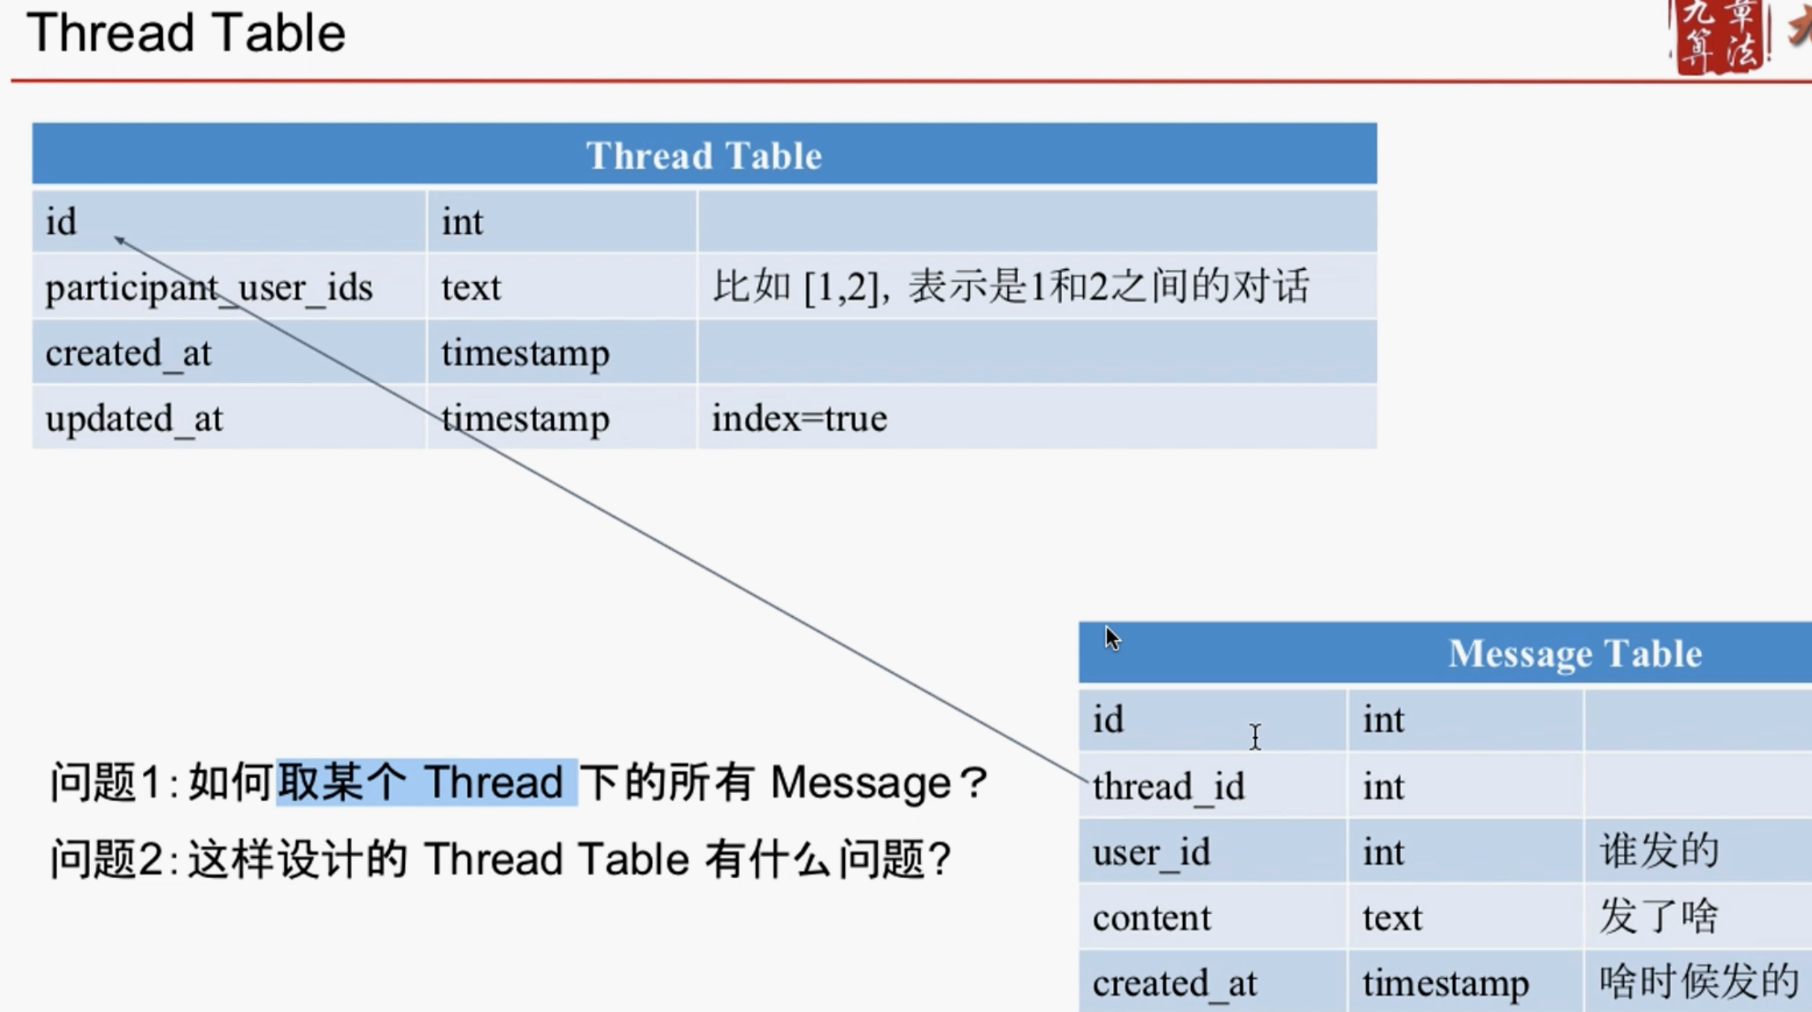 Thread Table
九章算法
Thread Table
id int
participant_user_ids text 比如 [1,2], 表示是1和2之间的对话
created_at timestamp
updated_at timestamp index=true
Message Table
id int
thread_id int
user_id int 谁发的
content text 发了啥
created_at timestamp 啥时候发的
问题1：如何取某个 Thread 下的所有 Message？
问题2：这样设计的 Thread Table 有什么问题?